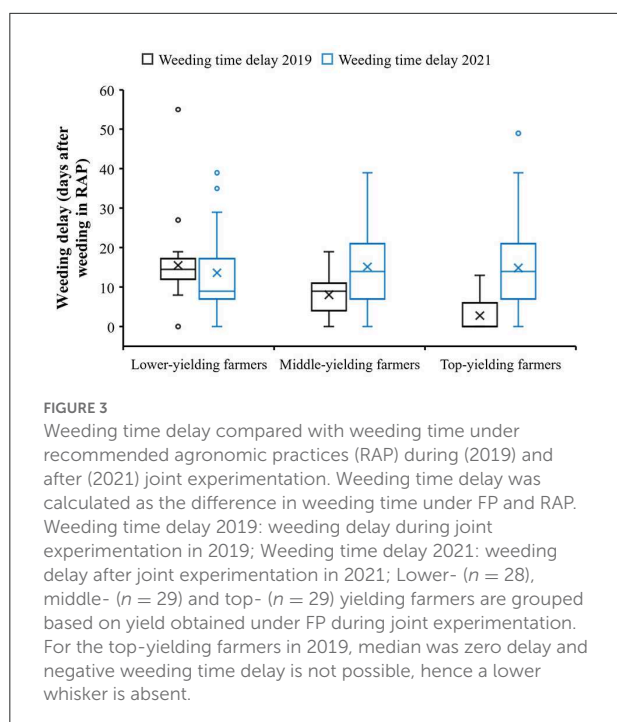 Weeding time delay 2019 Weeding time delay 2021
Weeding delay (days after
weeding in RAP)
60
50
40
30
20
10
0
Lower-yielding farmers Middle-yielding farmers Top-yielding farmers
FIGURE 3
Weeding time delay compared with weeding time under
recommended agronomic practices (RAP) during (2019) and
after (2021) joint experimentation. Weeding time delay was
calculated as the difference in weeding time under FP and RAP.
Weeding time delay 2019: weeding delay during joint
experimentation in 2019; Weeding time delay 2021: weeding
delay after joint experimentation in 2021; Lower- (n = 28),
middle- (n = 29) and top- (n = 29) yielding farmers are grouped
based on yield obtained under FP during joint experimentation.
For the top-yielding farmers in 2019, median was zero delay and
negative weeding time delay is not possible, hence a lower
whisker is absent.